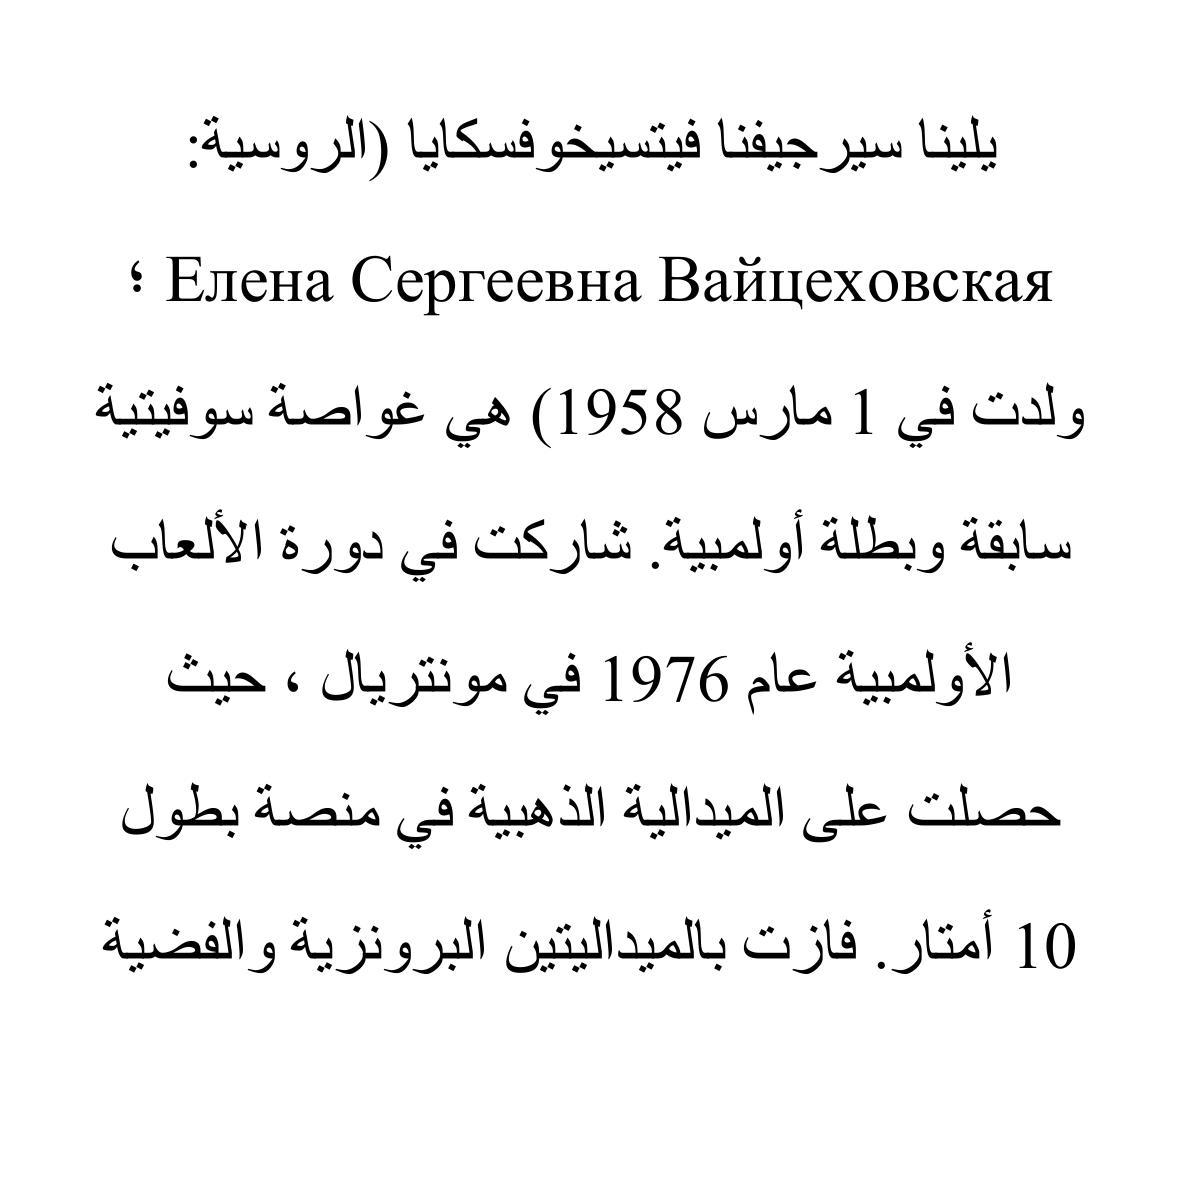 يلينا سيرجيفنا فيتسيخوفسكايا (الروسية:
Елена Сергеевна Вайцеховская ؛
ولدت في 1 مارس 1958) هي غواصة سوفيتية
سابقة وبطلة أولمبية. شاركت في دورة الألعاب
الأولمبية عام 1976 في مونتريال ، حيث
حصلت على الميدالية الذهبية في منصة بطول
10 أمتار. فازت بالميداليتين البرونزية والفضية